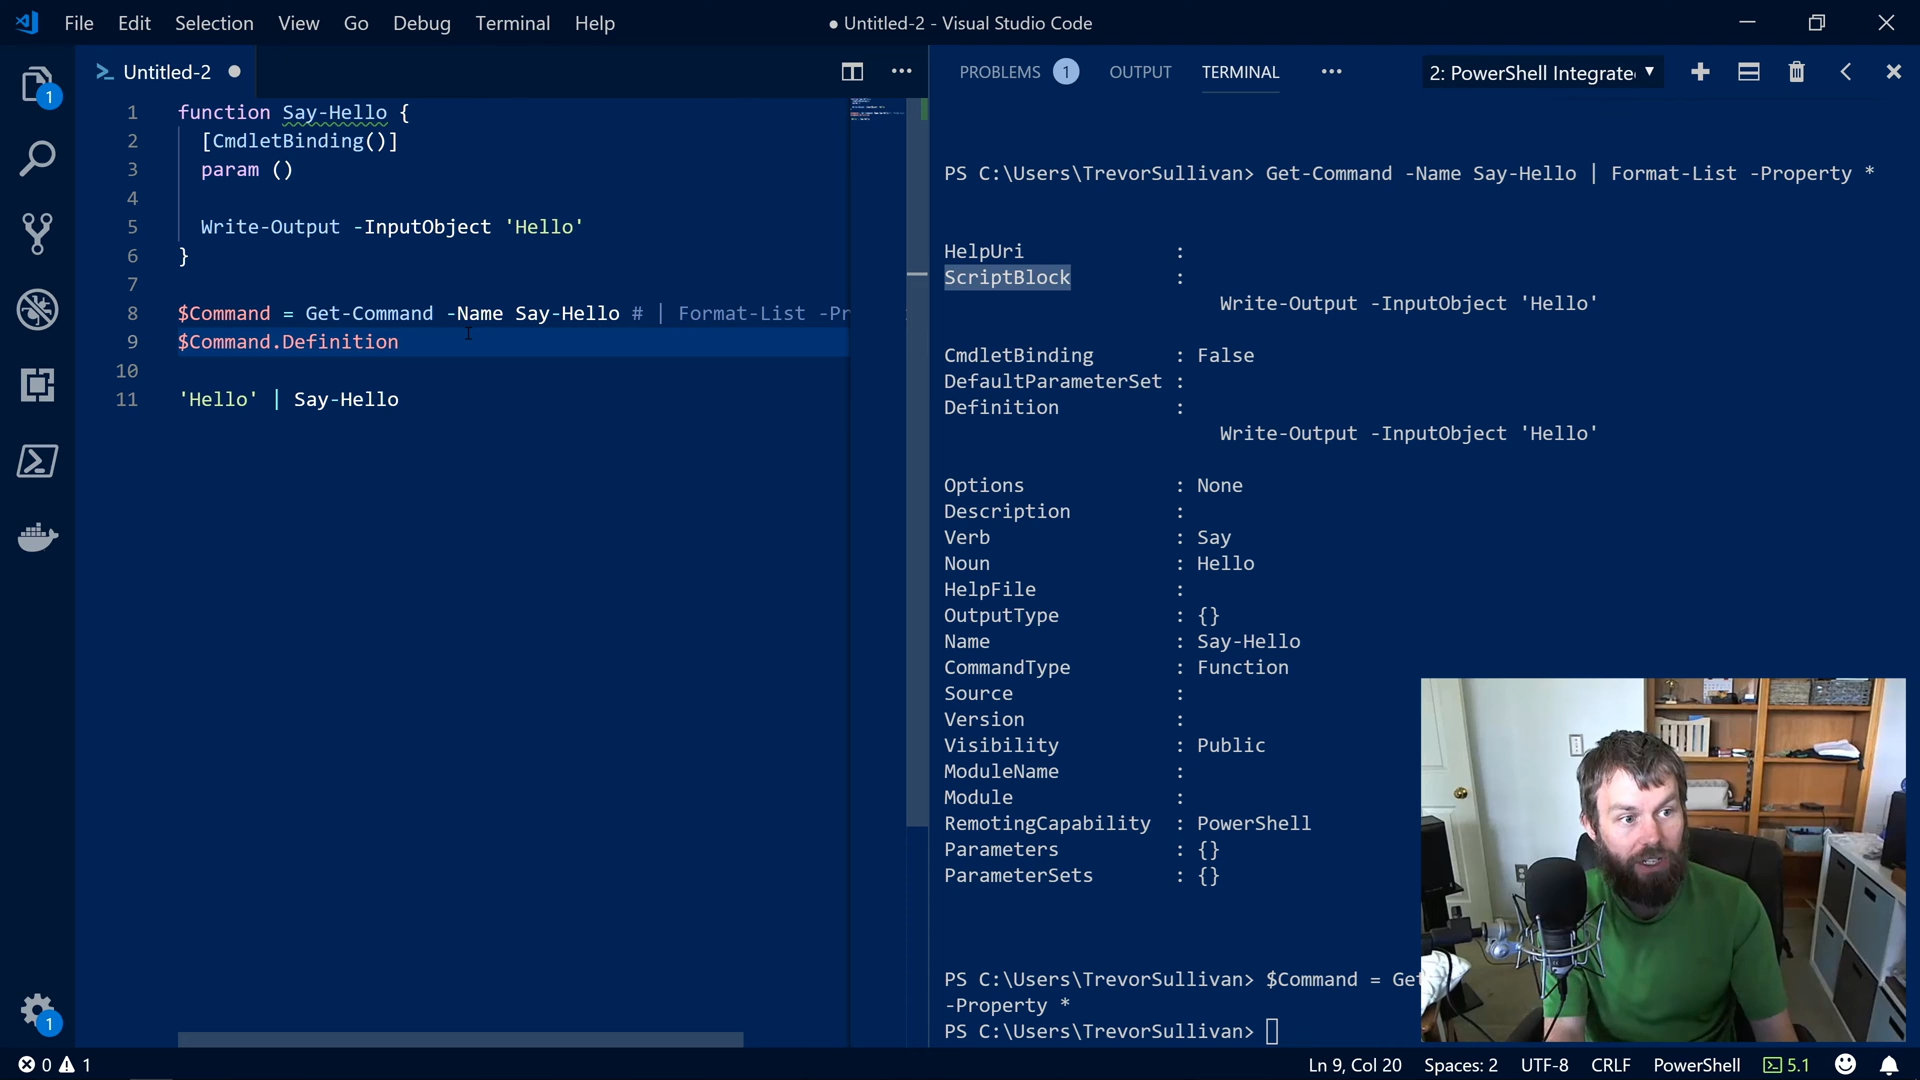 File Edit Selection View Go Debug Terminal Help
● Untitled-2 - Visual Studio Code
Untitled-2
1 function Say-Hello {
2 [CmdletBinding()]
3 param ()
4
5 Write-Output -InputObject 'Hello'
6 }
7
8 $Command = Get-Command -Name Say-Hello # | Format-List -Pr
9 $Command.Definition
10
11 'Hello' | Say-Hello
PROBLEMS 1 OUTPUT TERMINAL ••• 2: PowerShell Integrate
PS C:\Users\TrevorSullivan> Get-Command -Name Say-Hello | Format-List -Property *
HelpUri :
ScriptBlock :
Write-Output -InputObject 'Hello'
CmdletBinding : False
DefaultParameterSet :
Definition :
Write-Output -InputObject 'Hello'
Options : None
Description :
Verb : Say
Noun : Hello
HelpFile :
OutputType : {}
Name : Say-Hello
CommandType : Function
Source :
Version :
Visibility : Public
ModuleName :
Module :
RemotingCapability : PowerShell
Parameters : {}
ParameterSets : {}
PS C:\Users\TrevorSullivan> $Command = Get
-Property *
PS C:\Users\TrevorSullivan>
1
1
0 1
Ln 9, Col 20 Spaces: 2 UTF-8 CRLF PowerShell 5.1